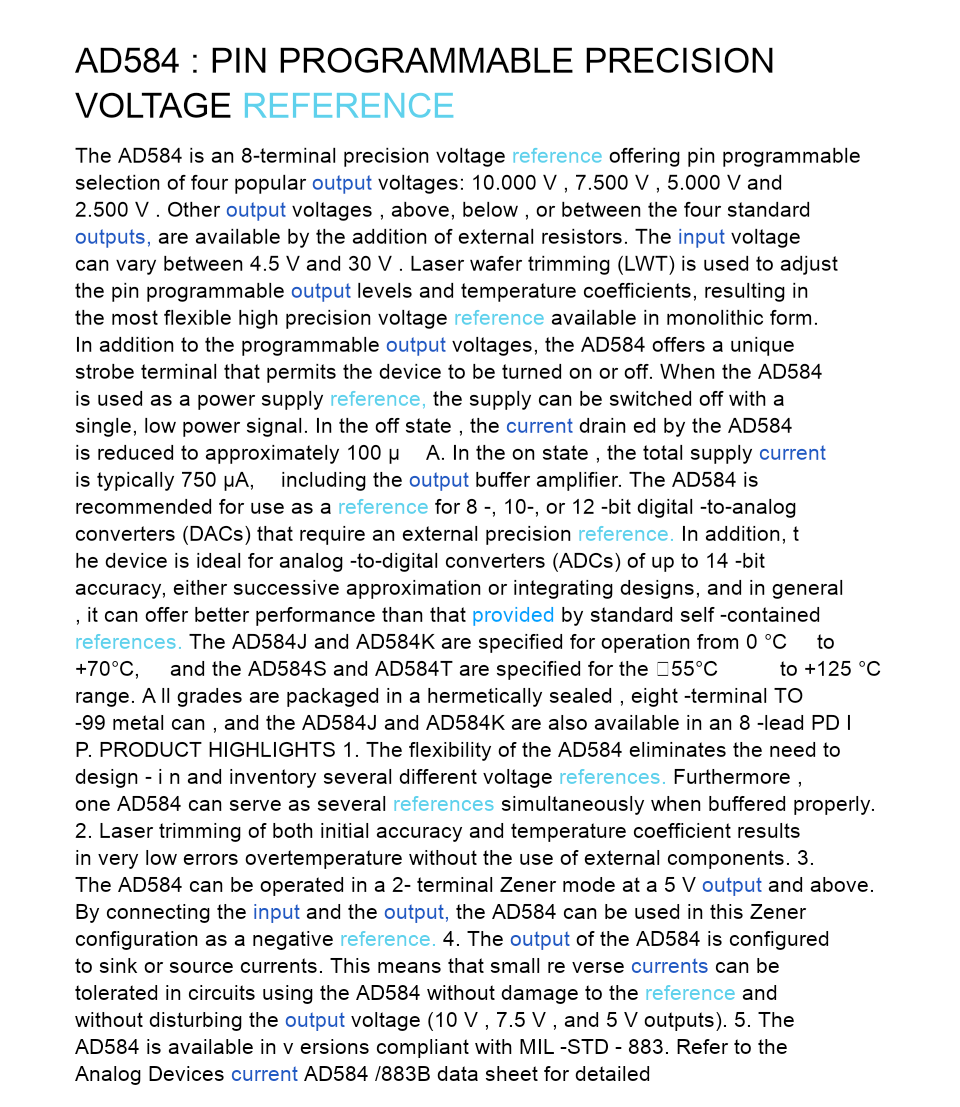 AD584 : PIN PROGRAMMABLE PRECISION
VOLTAGE REFERENCE
The AD584 is an 8-terminal precision voltage reference offering pin programmable
selection of four popular output voltages: 10.000 V , 7.500 V , 5.000 V and
2.500 V . Other output voltages , above, below , or between the four standard
outputs, are available by the addition of external resistors. The input voltage
can vary between 4.5 V and 30 V . Laser wafer trimming (LWT) is used to adjust
the pin programmable output levels and temperature coefficients, resulting in
the most flexible high precision voltage reference available in monolithic form.
In addition to the programmable output voltages, the AD584 offers a unique
strobe terminal that permits the device to be turned on or off. When the AD584
is used as a power supply reference, the supply can be switched off with a
single, low power signal. In the off state , the current drain ed by the AD584
is reduced to approximately 100 μ A. In the on state , the total supply current
is typically 750 μA, including the output buffer amplifier. The AD584 is
recommended for use as a reference for 8 -, 10-, or 12 -bit digital -to-analog
converters (DACs) that require an external precision reference. In addition, t
he device is ideal for analog -to-digital converters (ADCs) of up to 14 -bit
accuracy, either successive approximation or integrating designs, and in general
, it can offer better performance than that provided by standard self -contained
references. The AD584J and AD584K are specified for operation from 0 °C to
+70°C, and the AD584S and AD584T are specified for the □55°C to +125 °C
range. A ll grades are packaged in a hermetically sealed , eight -terminal TO
-99 metal can , and the AD584J and AD584K are also available in an 8 -lead PD I
P. PRODUCT HIGHLIGHTS 1. The flexibility of the AD584 eliminates the need to
design - i n and inventory several different voltage references. Furthermore ,
one AD584 can serve as several references simultaneously when buffered properly.
2. Laser trimming of both initial accuracy and temperature coefficient results
in very low errors overtemperature without the use of external components. 3.
The AD584 can be operated in a 2- terminal Zener mode at a 5 V output and above.
By connecting the input and the output, the AD584 can be used in this Zener
configuration as a negative reference. 4. The output of the AD584 is configured
to sink or source currents. This means that small re verse currents can be
tolerated in circuits using the AD584 without damage to the reference and
without disturbing the output voltage (10 V , 7.5 V , and 5 V outputs). 5. The
AD584 is available in v ersions compliant with MIL -STD - 883. Refer to the
Analog Devices current AD584 /883B data sheet for detailed